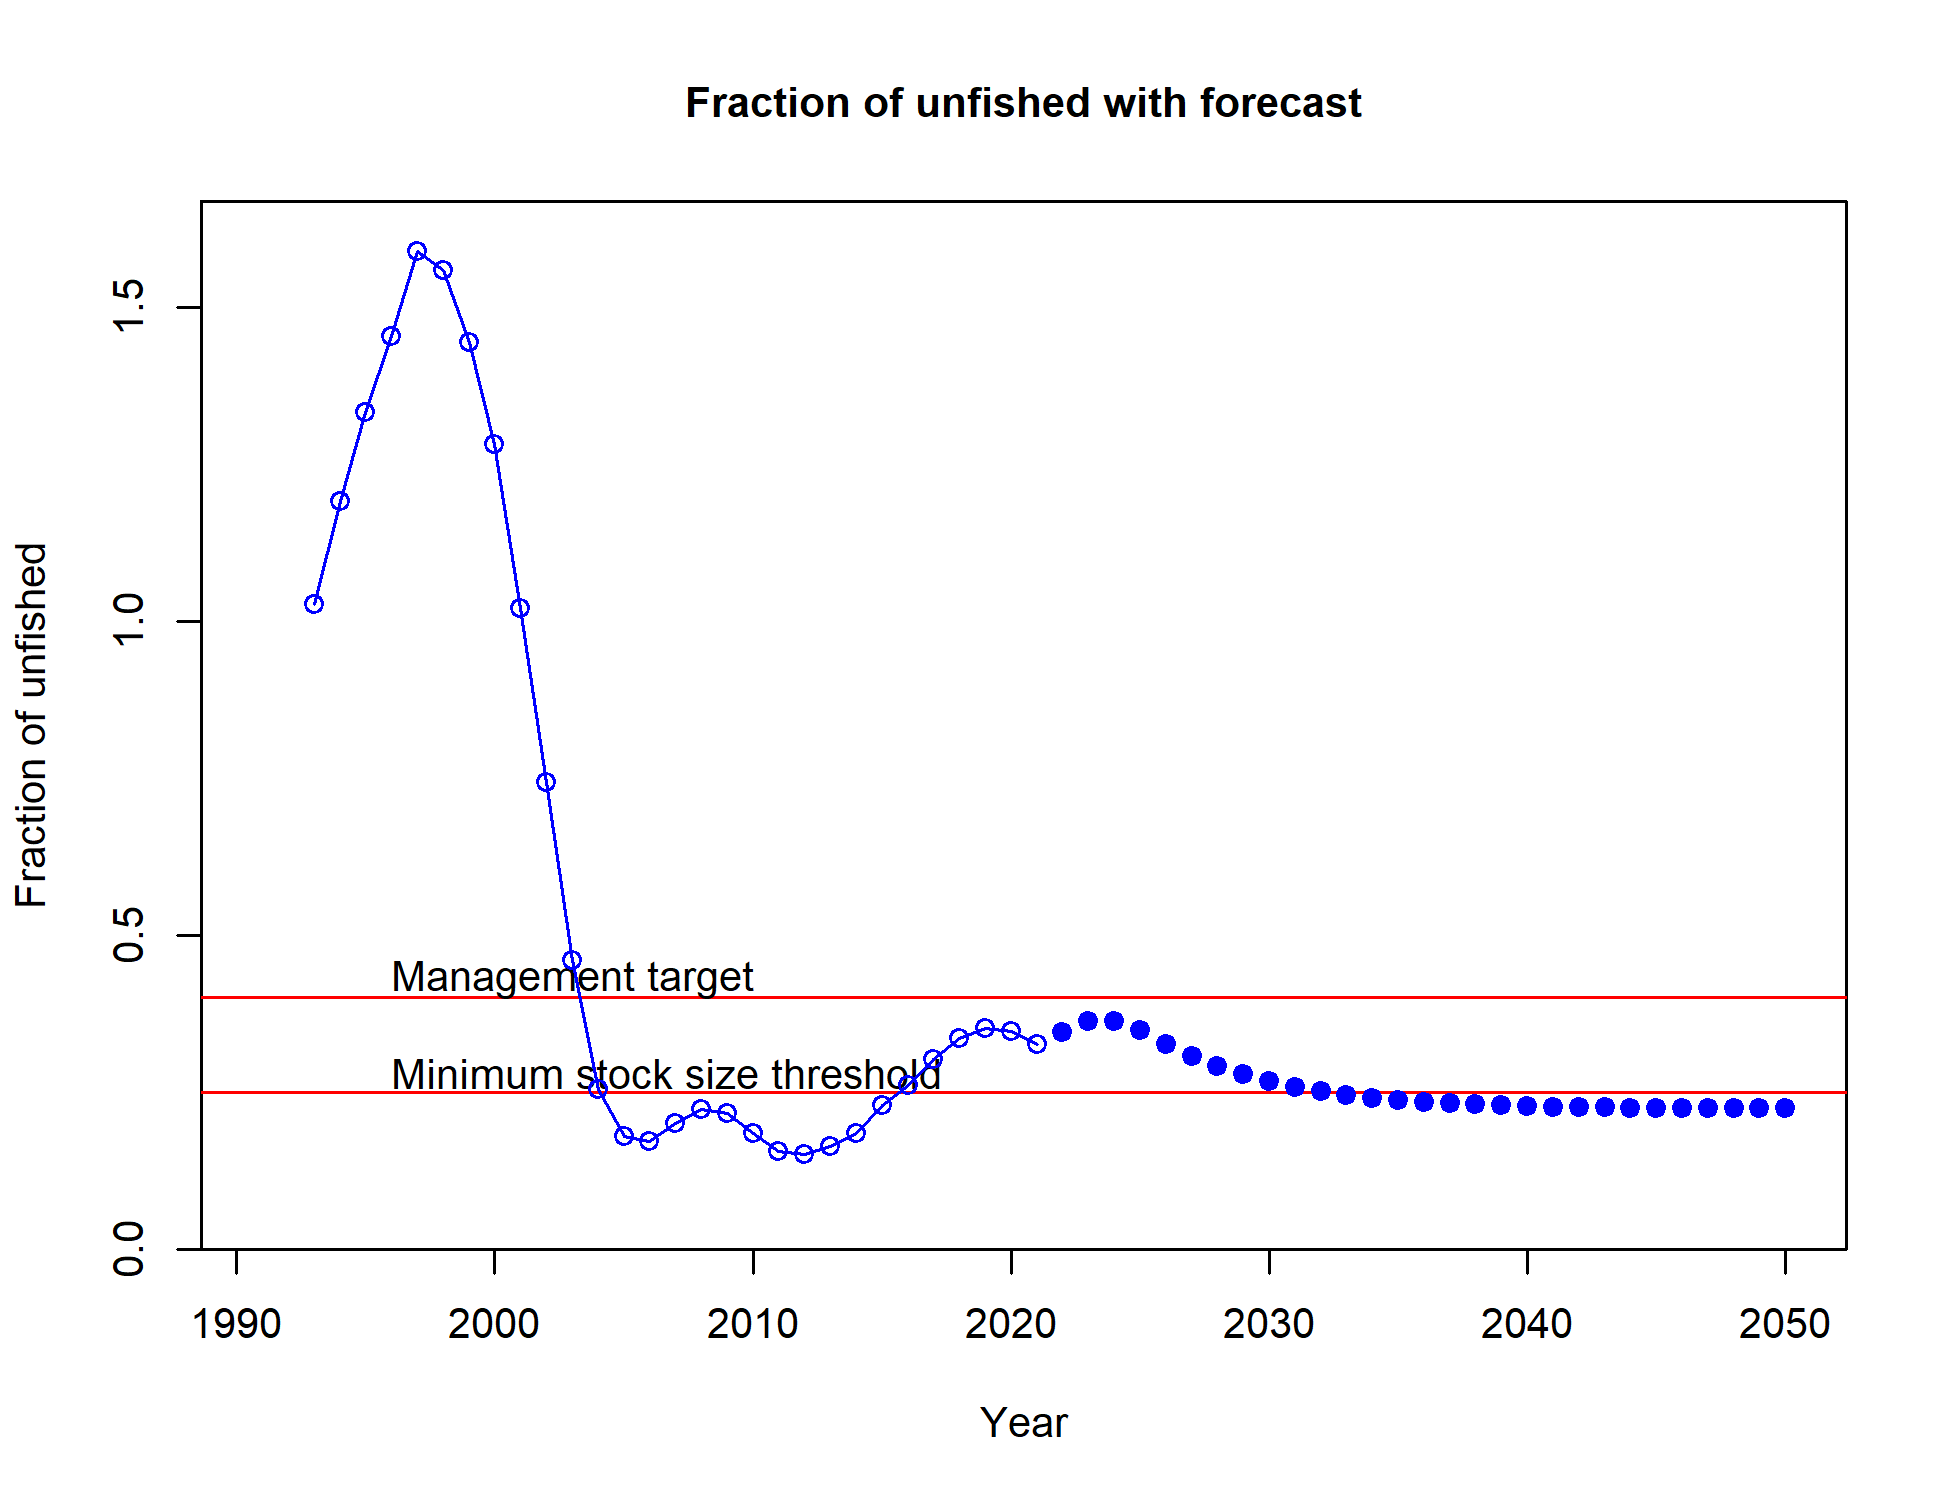 Fraction of unfished with forecast
Fraction of unfished
1.5
1.0
0.5
0.0
Management target
Minimum stock size threshold
1990 2000 2010 2020 2030 2040 2050
Year